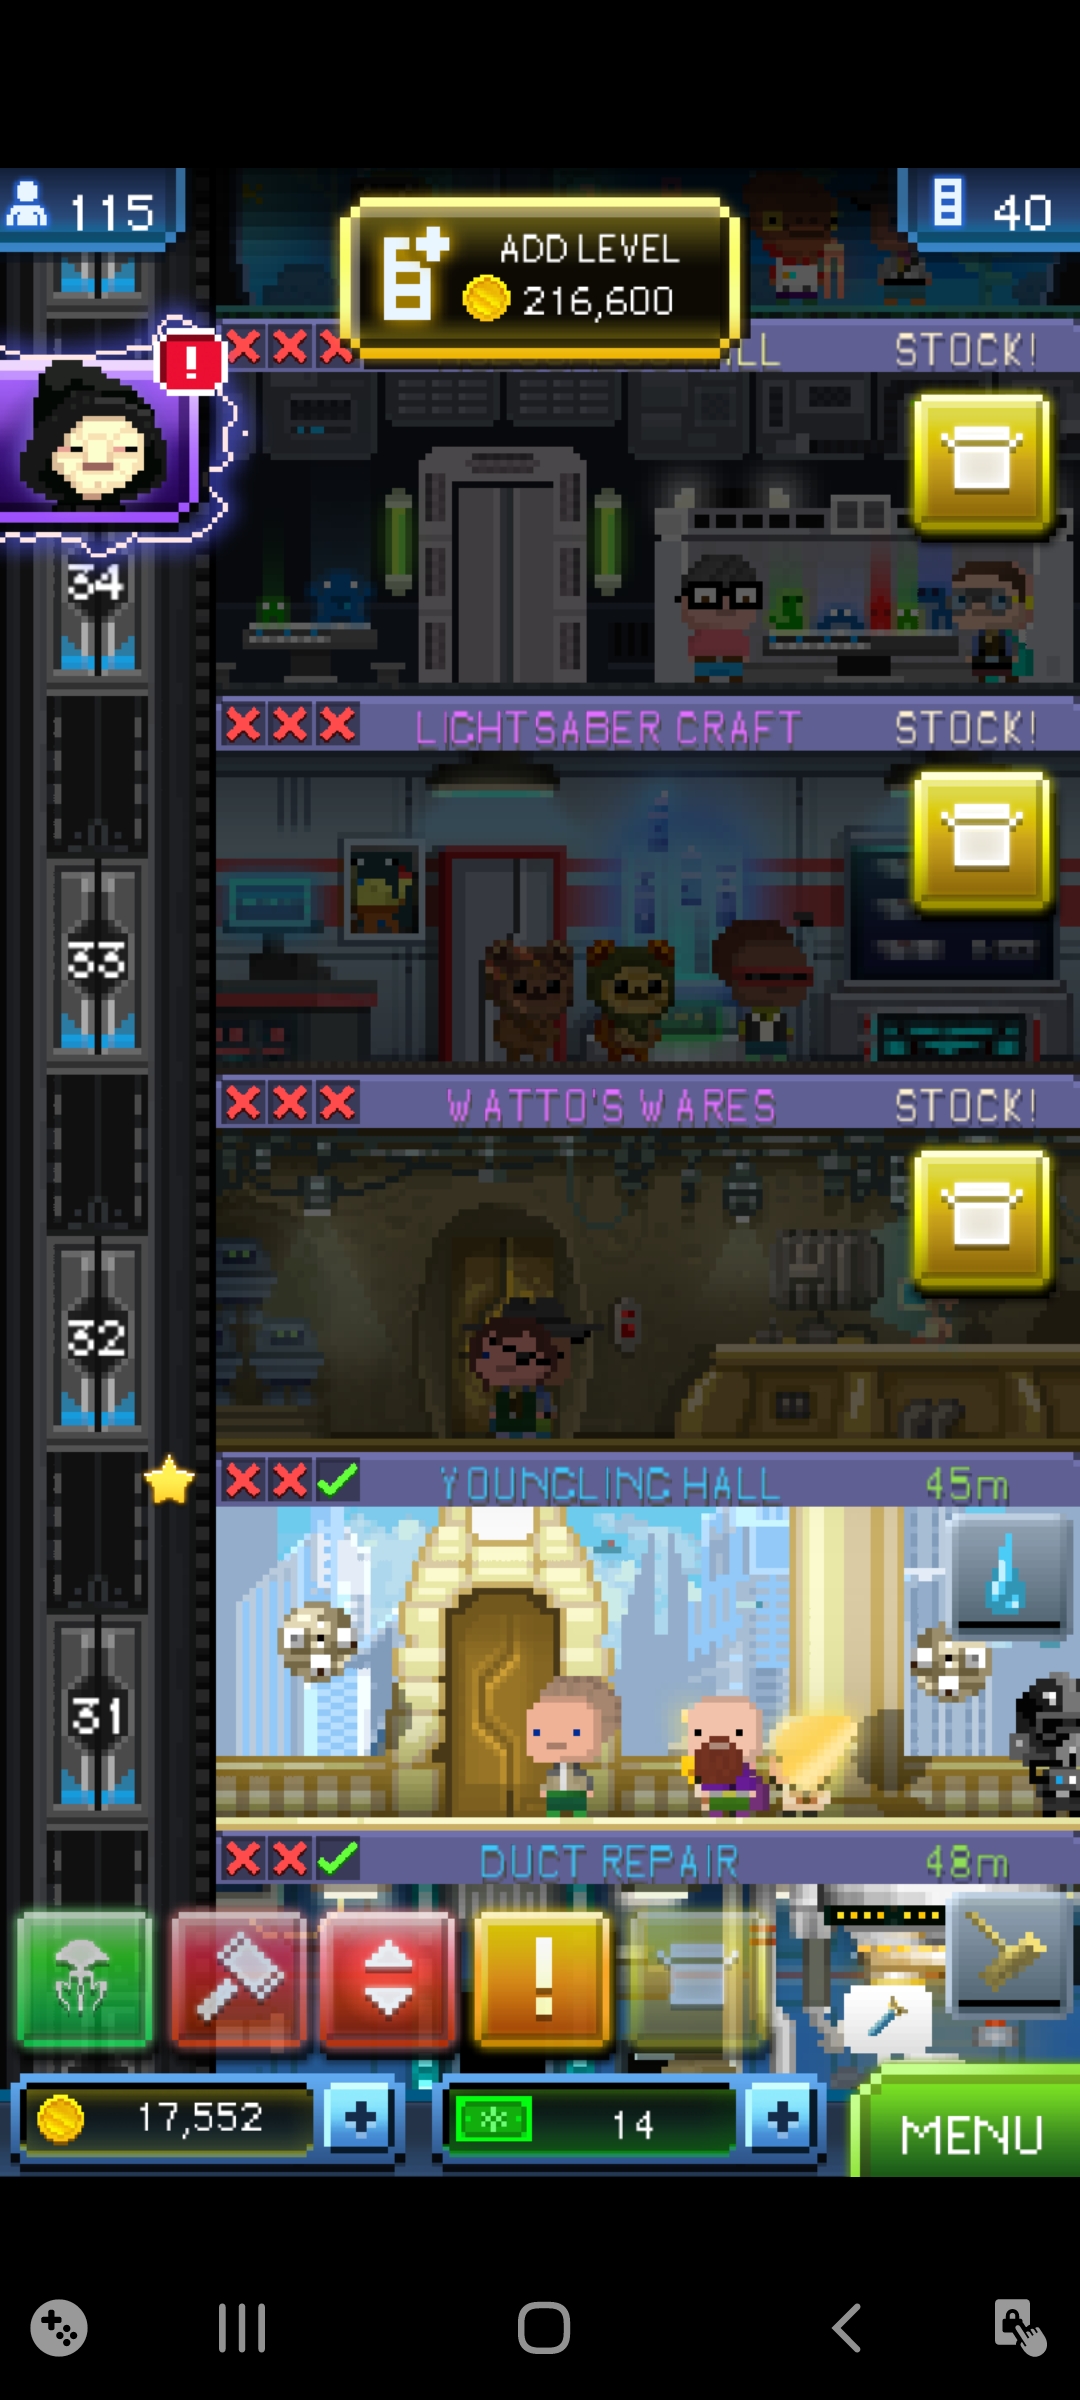 115
ADD LEVEL
216,600
40
LL STOCK!
34
LIGHTSABER CRAFT STOCK!
33
WATTO'S WARES STOCK!
32
YOUNGLING HALL 45m
31
DUCT REPAIR 48m
17,552
14
MENU